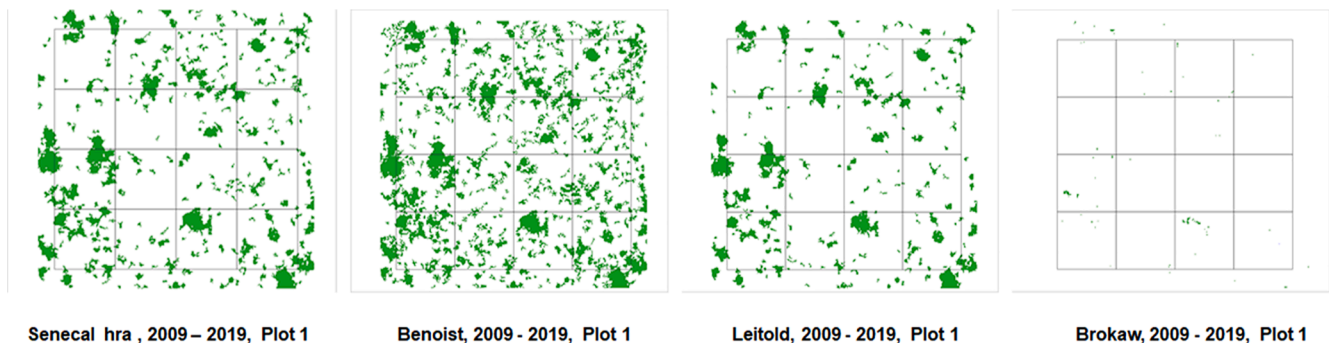 Senecal hra , 2009 – 2019, Plot 1
Benoist, 2009 - 2019, Plot 1
Leitold, 2009 - 2019, Plot 1
Brokaw, 2009 - 2019, Plot 1